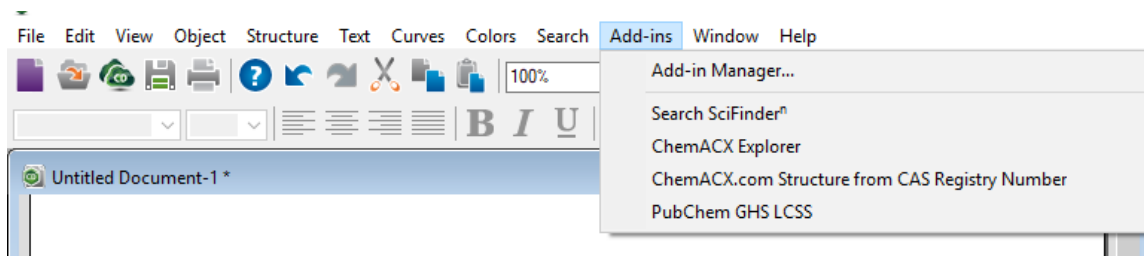 File Edit View Object Structure Text Curves Colors Search Add-ins Window Help
100%
Add-in Manager...
B I U
Search SciFinderⁿ
ChemACX Explorer
Untitled Document-1 *
ChemACX.com Structure from CAS Registry Number
PubChem GHS LCSS